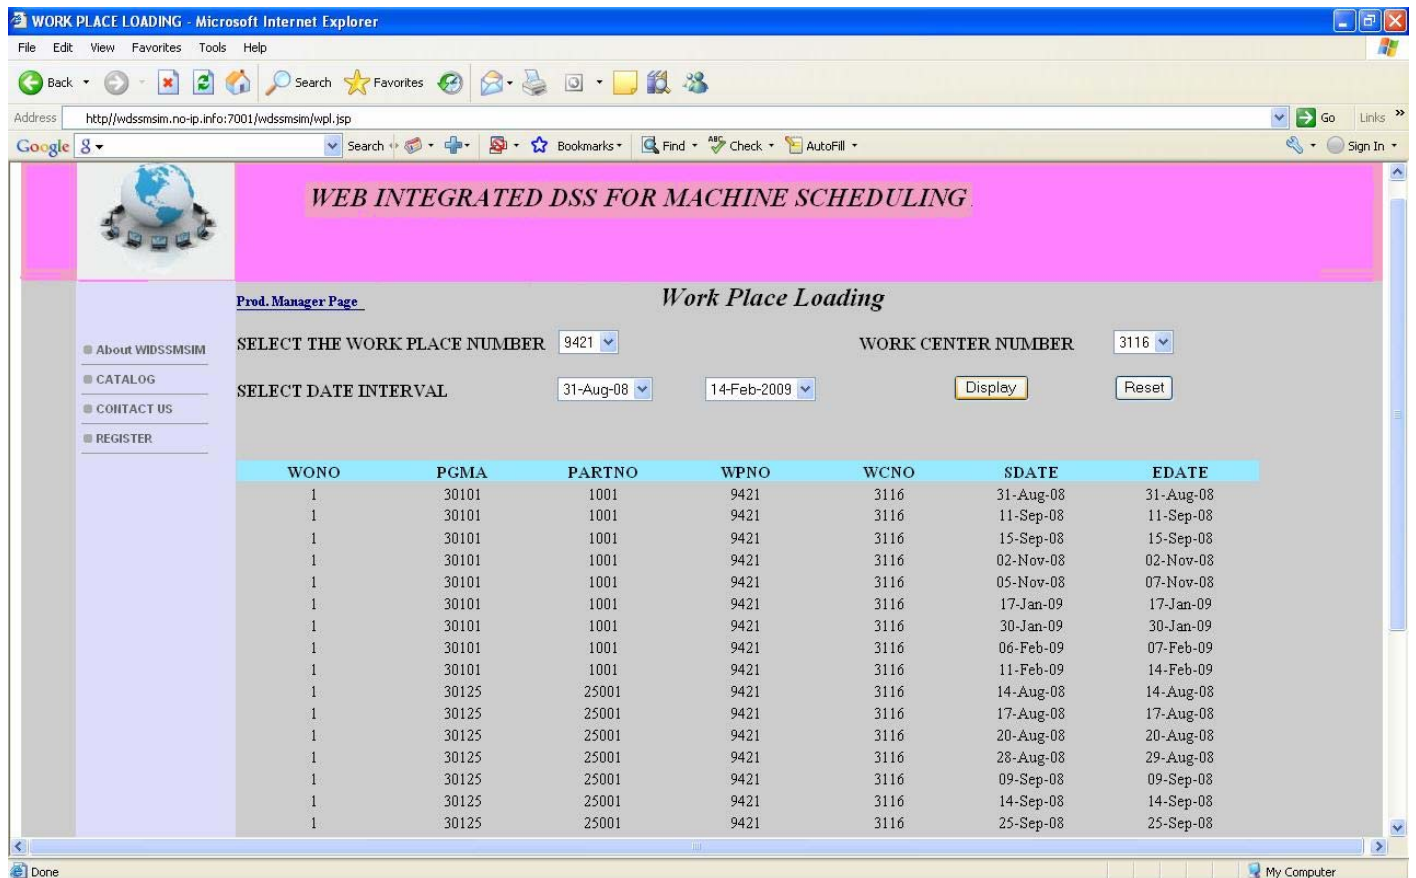 WORK PLACE LOADING - Microsoft Internet Explorer
File Edit View Favorites Tools Help
Back Search Favorites
Address http//wdssmsim.no-ip.info:7001/wdssmsim/wpl.jsp Go Links »
Google Search Bookmarks Find ABC Check AutoFill Sign In
WEB INTEGRATED DSS FOR MACHINE SCHEDULING
Prod. Manager Page Work Place Loading
SELECT THE WORK PLACE NUMBER 9421 WORK CENTER NUMBER 3116
About WIDSSMSIM
CATALOG
CONTACT US
REGISTER
SELECT DATE INTERVAL 31-Aug-08 14-Feb-2009 Display Reset
WONO PGMA PARTNO WPNO WCNO SDATE EDATE
1 30101 1001 9421 3116 31-Aug-08 31-Aug-08
1 30101 1001 9421 3116 11-Sep-08 11-Sep-08
1 30101 1001 9421 3116 15-Sep-08 15-Sep-08
1 30101 1001 9421 3116 02-Nov-08 02-Nov-08
1 30101 1001 9421 3116 05-Nov-08 07-Nov-08
1 30101 1001 9421 3116 17-Jan-09 17-Jan-09
1 30101 1001 9421 3116 30-Jan-09 30-Jan-09
1 30101 1001 9421 3116 06-Feb-09 07-Feb-09
1 30101 1001 9421 3116 11-Feb-09 14-Feb-09
1 30125 25001 9421 3116 14-Aug-08 14-Aug-08
1 30125 25001 9421 3116 17-Aug-08 17-Aug-08
1 30125 25001 9421 3116 20-Aug-08 20-Aug-08
1 30125 25001 9421 3116 28-Aug-08 29-Aug-08
1 30125 25001 9421 3116 09-Sep-08 09-Sep-08
1 30125 25001 9421 3116 14-Sep-08 14-Sep-08
1 30125 25001 9421 3116 25-Sep-08 25-Sep-08
Done My Computer